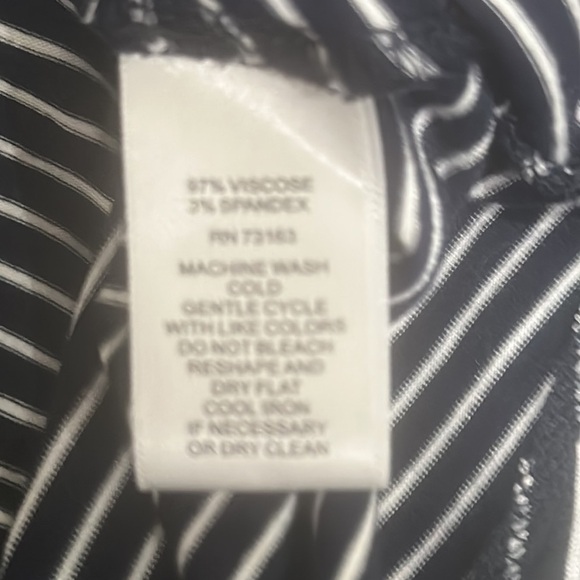 97% VISCOSE
3% SPANDEX
RN 73163
MACHINE WASH
COLD
GENTLE CYCLE
WITH LIKE COLORS
DO NOT BLEACH
RESHAPE AND
DRY FLAT
COOL IRON
IF NECESSARY
OR DRY CLEAN